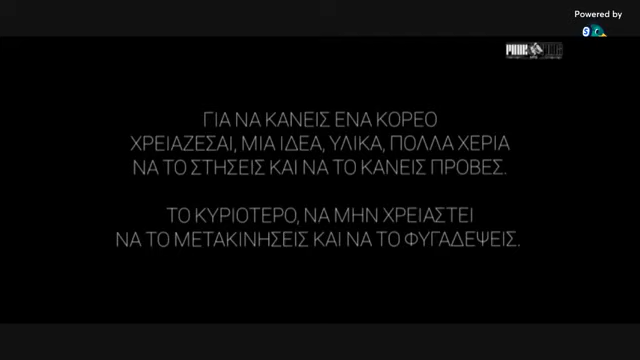 Powered by
ΓΙΑ ΝΑ ΚΑΝΕΙΣ ΕΝΑ ΚΟΡΕΟ
ΧΡΕΙΑΖΕΣΑΙ, ΜΙΑ ΙΔΕΑ, ΥΛΙΚΑ, ΠΟΛΛΑ ΧΕΡΙΑ
ΝΑ ΤΟ ΣΤΗΣΕΙΣ ΚΑΙ ΝΑ ΤΟ ΚΑΝΕΙΣ ΠΡΟΒΕΣ.
ΤΟ ΚΥΡΙΟΤΕΡΟ, ΝΑ ΜΗΝ ΧΡΕΙΑΣΤΕΙ
ΝΑ ΤΟ ΜΕΤΑΚΙΝΗΣΕΙΣ ΚΑΙ ΝΑ ΤΟ ΦΥΓΑΔΕΨΕΙΣ.